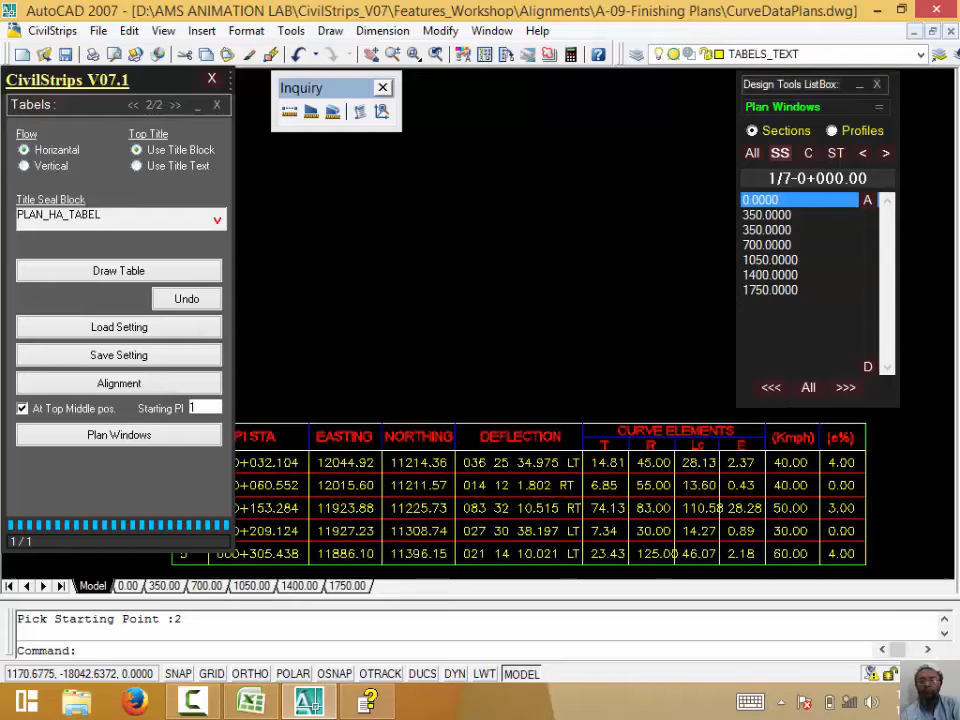 AutoCAD 2007 - [D:\AMS ANIMATION LAB\CivilStrips_V07\Features_Workshop\Alignments\A-09-Finishing Plans\CurveDataPlans.dwg]
CivilStrips File Edit View Insert Format Tools Draw Dimension Modify Window Help
TABELS_TEXT
CivilStrips V07.1 X
Tabels: << 2/2 >> _ X
Flow Top Title
Horizontal Use Title Block
Vertical Use Title Text
Title Seal Block
PLAN_HA_TABEL v
Draw Table
Undo
Load Setting
Save Setting
Alignment
At Top Middle pos. Starting PI 1
Plan Windows
1/1
Inquiry
Design Tools ListBox: _ X
Plan Windows =
Sections Profiles
All SS C ST < >
1/7-0+000.00
0.0000 A
350.0000
350.0000
700.0000
1050.0000
1400.0000
1750.0000
D
<<< All >>>
PI STA EASTING NORTHING DEFLECTION CURVE ELEMENTS (Kmph) (e%)
T R Lc E
0+032.104 12044.92 11214.36 036 25 34.975 LT 14.81 45.00 28.13 2.37 40.00 4.00
0+060.552 12015.60 11211.57 014 12 1.802 RT 6.85 55.00 13.60 0.43 40.00 0.00
0+153.284 11923.88 11225.73 083 32 10.515 RT 74.13 83.00 110.58 28.28 50.00 3.00
0+209.124 11927.23 11308.74 027 30 38.197 LT 7.34 30.00 14.27 0.89 30.00 0.00
5 000+305.438 11886.10 11396.15 021 14 10.021 LT 23.43 125.00 46.07 2.18 60.00 4.00
Model 0.00 350.00 700.00 1050.00 1400.00 1750.00
Pick Starting Point :2
Command:
1170.6775, -18042.6372, 0.0000 SNAP GRID ORTHO POLAR OSNAP OTRACK DUCS DYN LWT MODEL